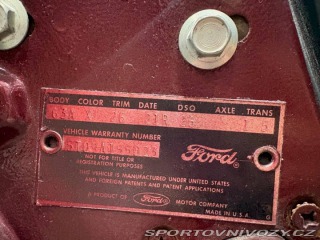 BODY COLOR TRIM DATE DSO AXLE TRANS
VEHICLE WARRANTY NUMBER
NOT FOR TITLE OR
REGISTRATION PURPOSES
Ford
THIS VEHICLE IS MANUFACTURED UNDER UNITED STATES
AND FOREIGN PATENTS AND PATENT APPLICATIONS
A PRODUCT OF Ford MOTOR COMPANY
MADE IN U.S.A.
SPORTOVNIVOZY.CZ